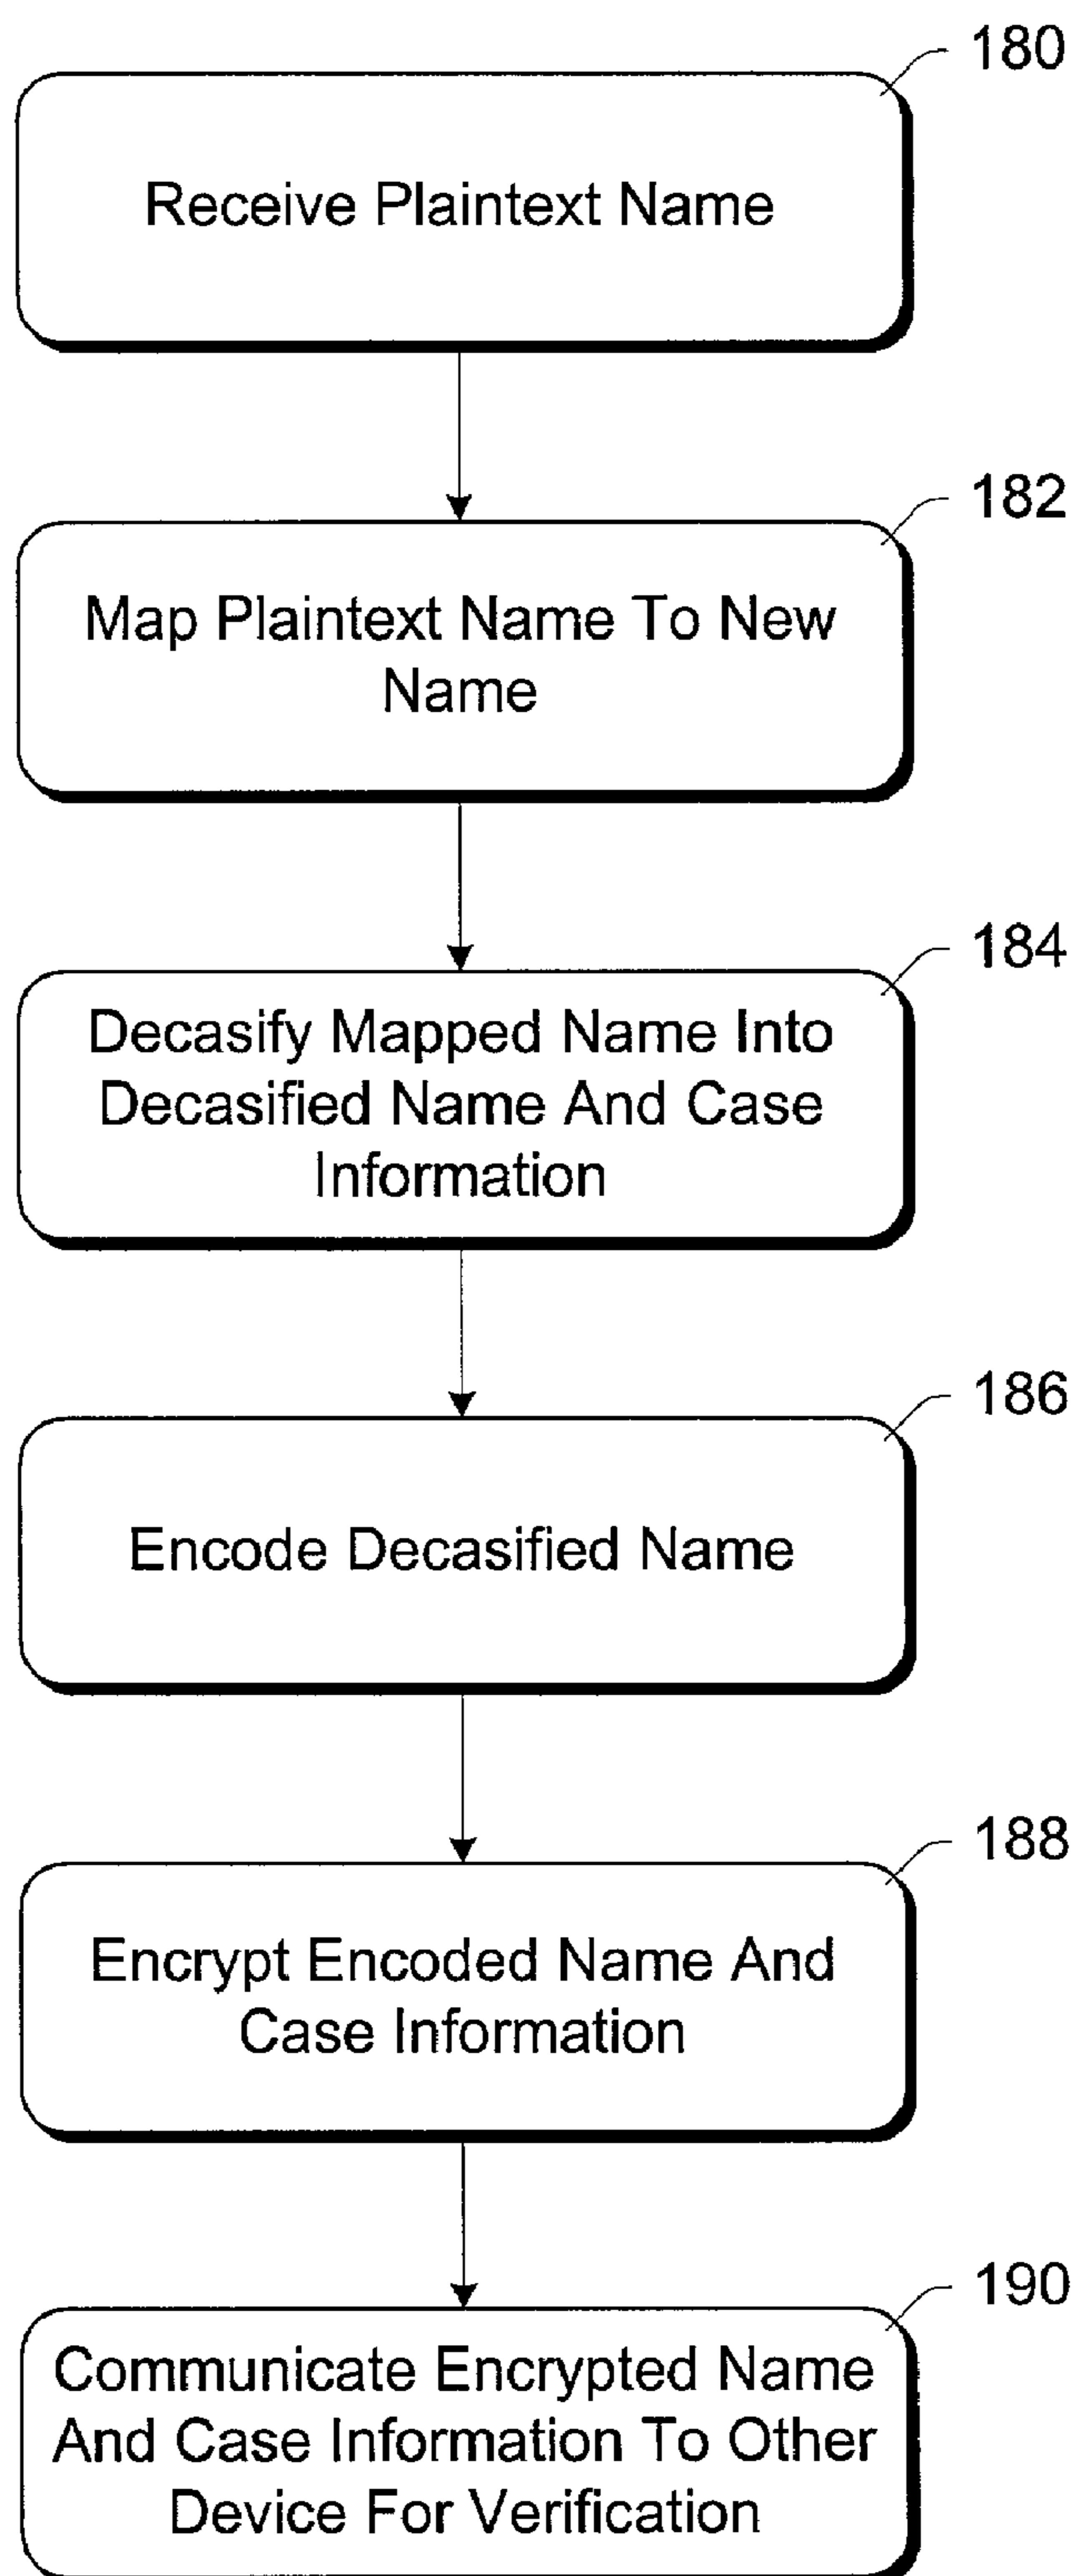 180
Receive Plaintext Name
182
Map Plaintext Name To New
Name
184
Decasify Mapped Name Into
Decasified Name And Case
Information
186
Encode Decasified Name
188
Encrypt Encoded Name And
Case Information
190
Communicate Encrypted Name
And Case Information To Other
Device For Verification